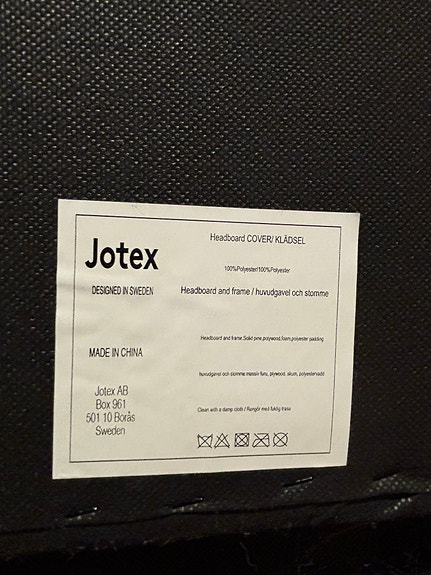 Jotex
DESIGNED IN SWEDEN
MADE IN CHINA
Jotex AB
Box 961
501 10 Borås
Sweden
Headboard COVER/ KLÄDSEL
100%Polyester/100%Polyester
Headboard and frame / huvudgavel och stomme
Headboard and frame:Solid pine,polywood,foam,polyester padding
huvudgavel och stomme:massiv furu, plywood, skum, polyestervadd
Clean with a damp cloth / Rengör med fuktig trasa